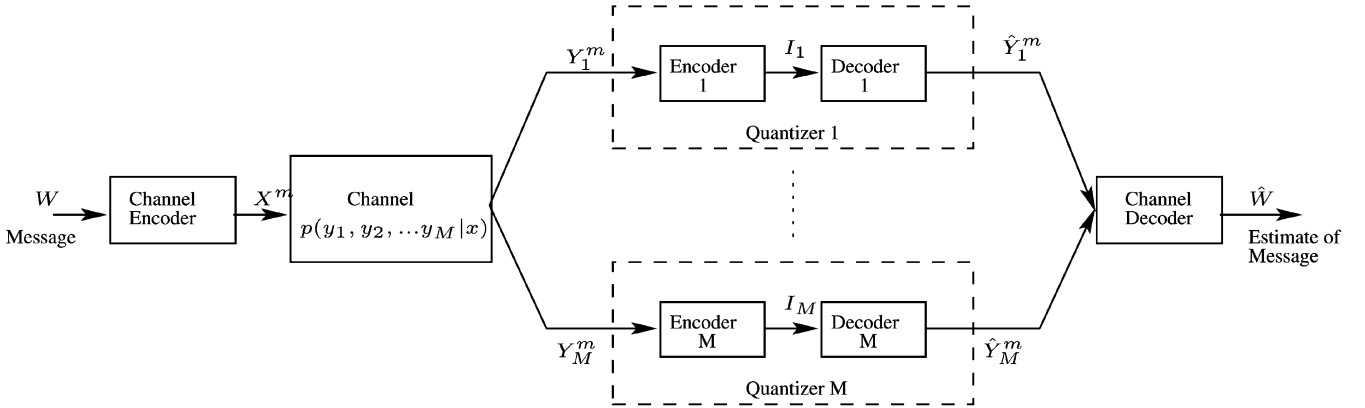 W
Message
Channel
Encoder
X^m
Channel
p(y_1, y_2, ...y_M|x)
Y_1^m
Encoder
1
I_1
Decoder
1
Quantizer 1
Ŷ_1^m
Y_M^m
Encoder
M
I_M
Decoder
M
Quantizer M
Ŷ_M^m
Channel
Decoder
Ŵ
Estimate of
Message